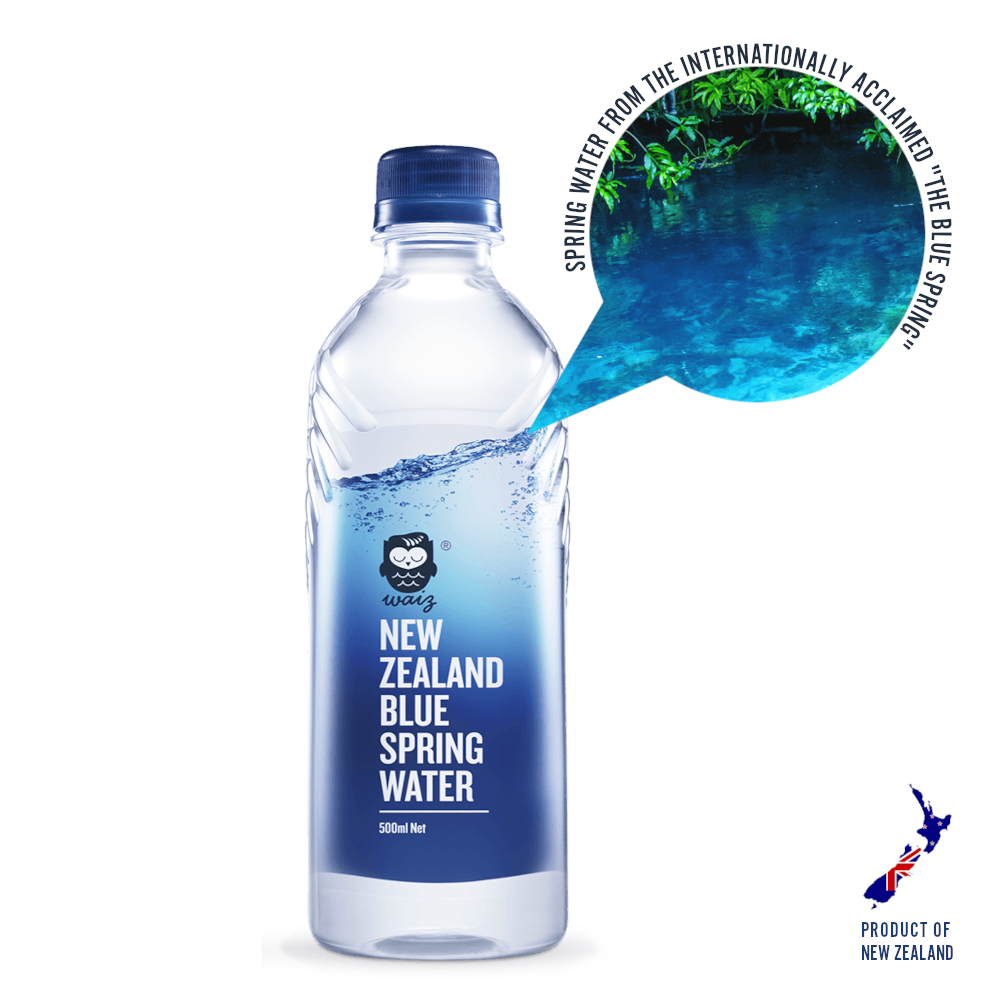 SPRING WATER FROM THE INTERNATIONALLY ACCLAIMED "THE BLUE SPRING"
®
waiz
NEW
ZEALAND
BLUE
SPRING
WATER
500ml Net
PRODUCT OF
NEW ZEALAND